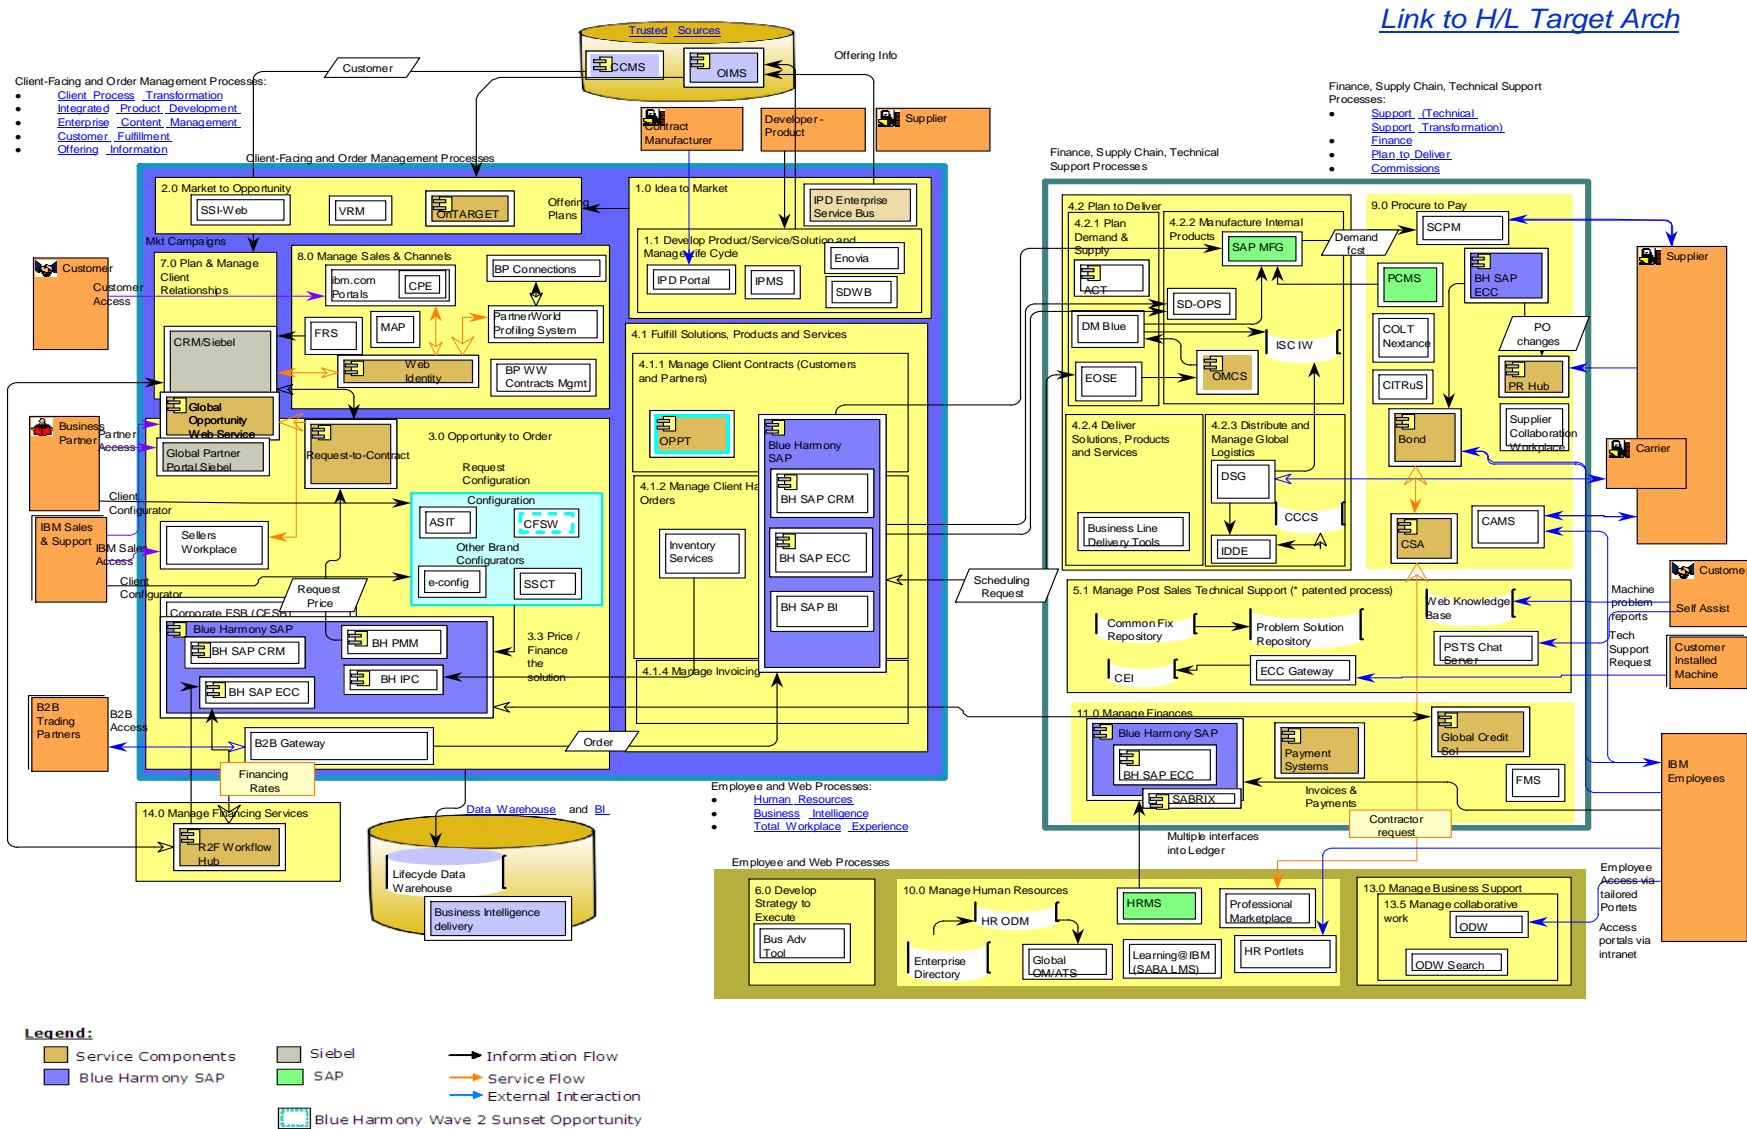 Link to H/L Target Arch
Trusted Sources
CCMS
OIMS
Offering Info
Customer
Client-Facing and Order Management Processes:
Client Process Transformation
Integrated Product Development
Enterprise Content Management
Customer Fulfillment
Offering Information
Contract
Manufacturer
Developer -
Product
Supplier
Finance, Supply Chain, Technical Support
Processes:
Support (Technical
Support Transformation)
Finance
Plan to Deliver
Commissions
Client-Facing and Order Management Processes
Finance, Supply Chain, Technical
Support Processes
2.0 Market to Opportunity
SSI-Web
VRM
OnTARGET
Offering
Plans
1.0 Idea to Market
IPD Enterprise
Service Bus
1.1 Develop Product/Service/Solution and
Manage Life Cycle
IPD Portal
IPMS
Enovia
SDWB
Mkt Campaigns
7.0 Plan & Manage
Client
Relationships
8.0 Manage Sales & Channels
ibm.com
Portals
CPE
BP Connections
FRS
MAP
PartnerWorld
Profiling System
Web
Identity
BP WW
Contracts Mgmt
CRM/Siebel
Global
Opportunity
Web Service
Global Partner
Portal Siebel
Customer
Customer
Access
Business
Partner
Partner
Access
Client
Configurator
IBM Sales
& Support
IBM Sales
Access
Client
Configurator
B2B
Trading
Partners
B2B
Access
3.0 Opportunity to Order
Request-to-Contract
Request
Configuration
Configuration
ASIT
CFSW
Other Brand
Configurators
e-config
SSCT
Sellers
Workplace
Request
Price
Corporate ESB (CESB)
Blue Harmony SAP
BH SAP CRM
BH PMM
BH IPC
BH SAP ECC
3.3 Price /
Finance
the
solution
B2B Gateway
Order
Financing
Rates
14.0 Manage Financing Services
R2F Workflow
Hub
4.1 Fulfill Solutions, Products and Services
4.1.1 Manage Client Contracts (Customers
and Partners)
OPPT
4.1.2 Manage Client Ha
Orders
Inventory
Services
4.1.4 Manage Invoicing
Blue Harmony
SAP
BH SAP CRM
BH SAP ECC
BH SAP BI
Scheduling
Request
4.2 Plan to Deliver
4.2.1 Plan
Demand &
Supply
ACT
DM Blue
EOSE
4.2.2 Manufacture Internal
Products
SAP MFG
SD-OPS
ISC IW
OMCS
Demand
fcst
4.2.4 Deliver
Solutions, Products
and Services
Business Line
Delivery Tools
4.2.3 Distribute and
Manage Global
Logistics
DSG
CCCS
IDDE
9.0 Procure to Pay
SCPM
PCMS
BH SAP
ECC
COLT
Nextance
PO
changes
CITRuS
PR Hub
Bond
Supplier
Collaboration
Workplace
CSA
CAMS
Supplier
Carrier
5.1 Manage Post Sales Technical Support (* patented process)
Common Fix
Repository
Problem Solution
Repository
Web Knowledge
Base
PSTS Chat
Server
CEI
ECC Gateway
Machine
problem
reports
Tech
Support
Request
Custome
Self Assist
Customer
Installed
Machine
11.0 Manage Finances
Blue Harmony SAP
BH SAP ECC
SABRIX
Payment
Systems
Global Credit
Sol
FMS
Invoices &
Payments
Contractor
request
Multiple interfaces
into Ledger
IBM
Employees
Employee
Access via
tailored
Portets
Access
portals via
intranet
Data Warehouse and BI
Lifecycle Data
Warehouse
Business Intelligence
delivery
Employee and Web Processes:
Human Resources
Business Intelligence
Total Workplace Experience
Employee and Web Processes
6.0 Develop
Strategy to
Execute
Bus Adv
Tool
10.0 Manage Human Resources
HR ODM
Enterprise
Directory
Global
OM/ATS
HRMS
Learning@IBM
(SABA LMS)
Professional
Marketplace
HR Portlets
13.0 Manage Business Support
13.5 Manage collaborative
work
ODW
ODW Search
Legend:
Service Components
Blue Harmony SAP
Siebel
SAP
Information Flow
Service Flow
External Interaction
Blue Harmony Wave 2 Sunset Opportunity